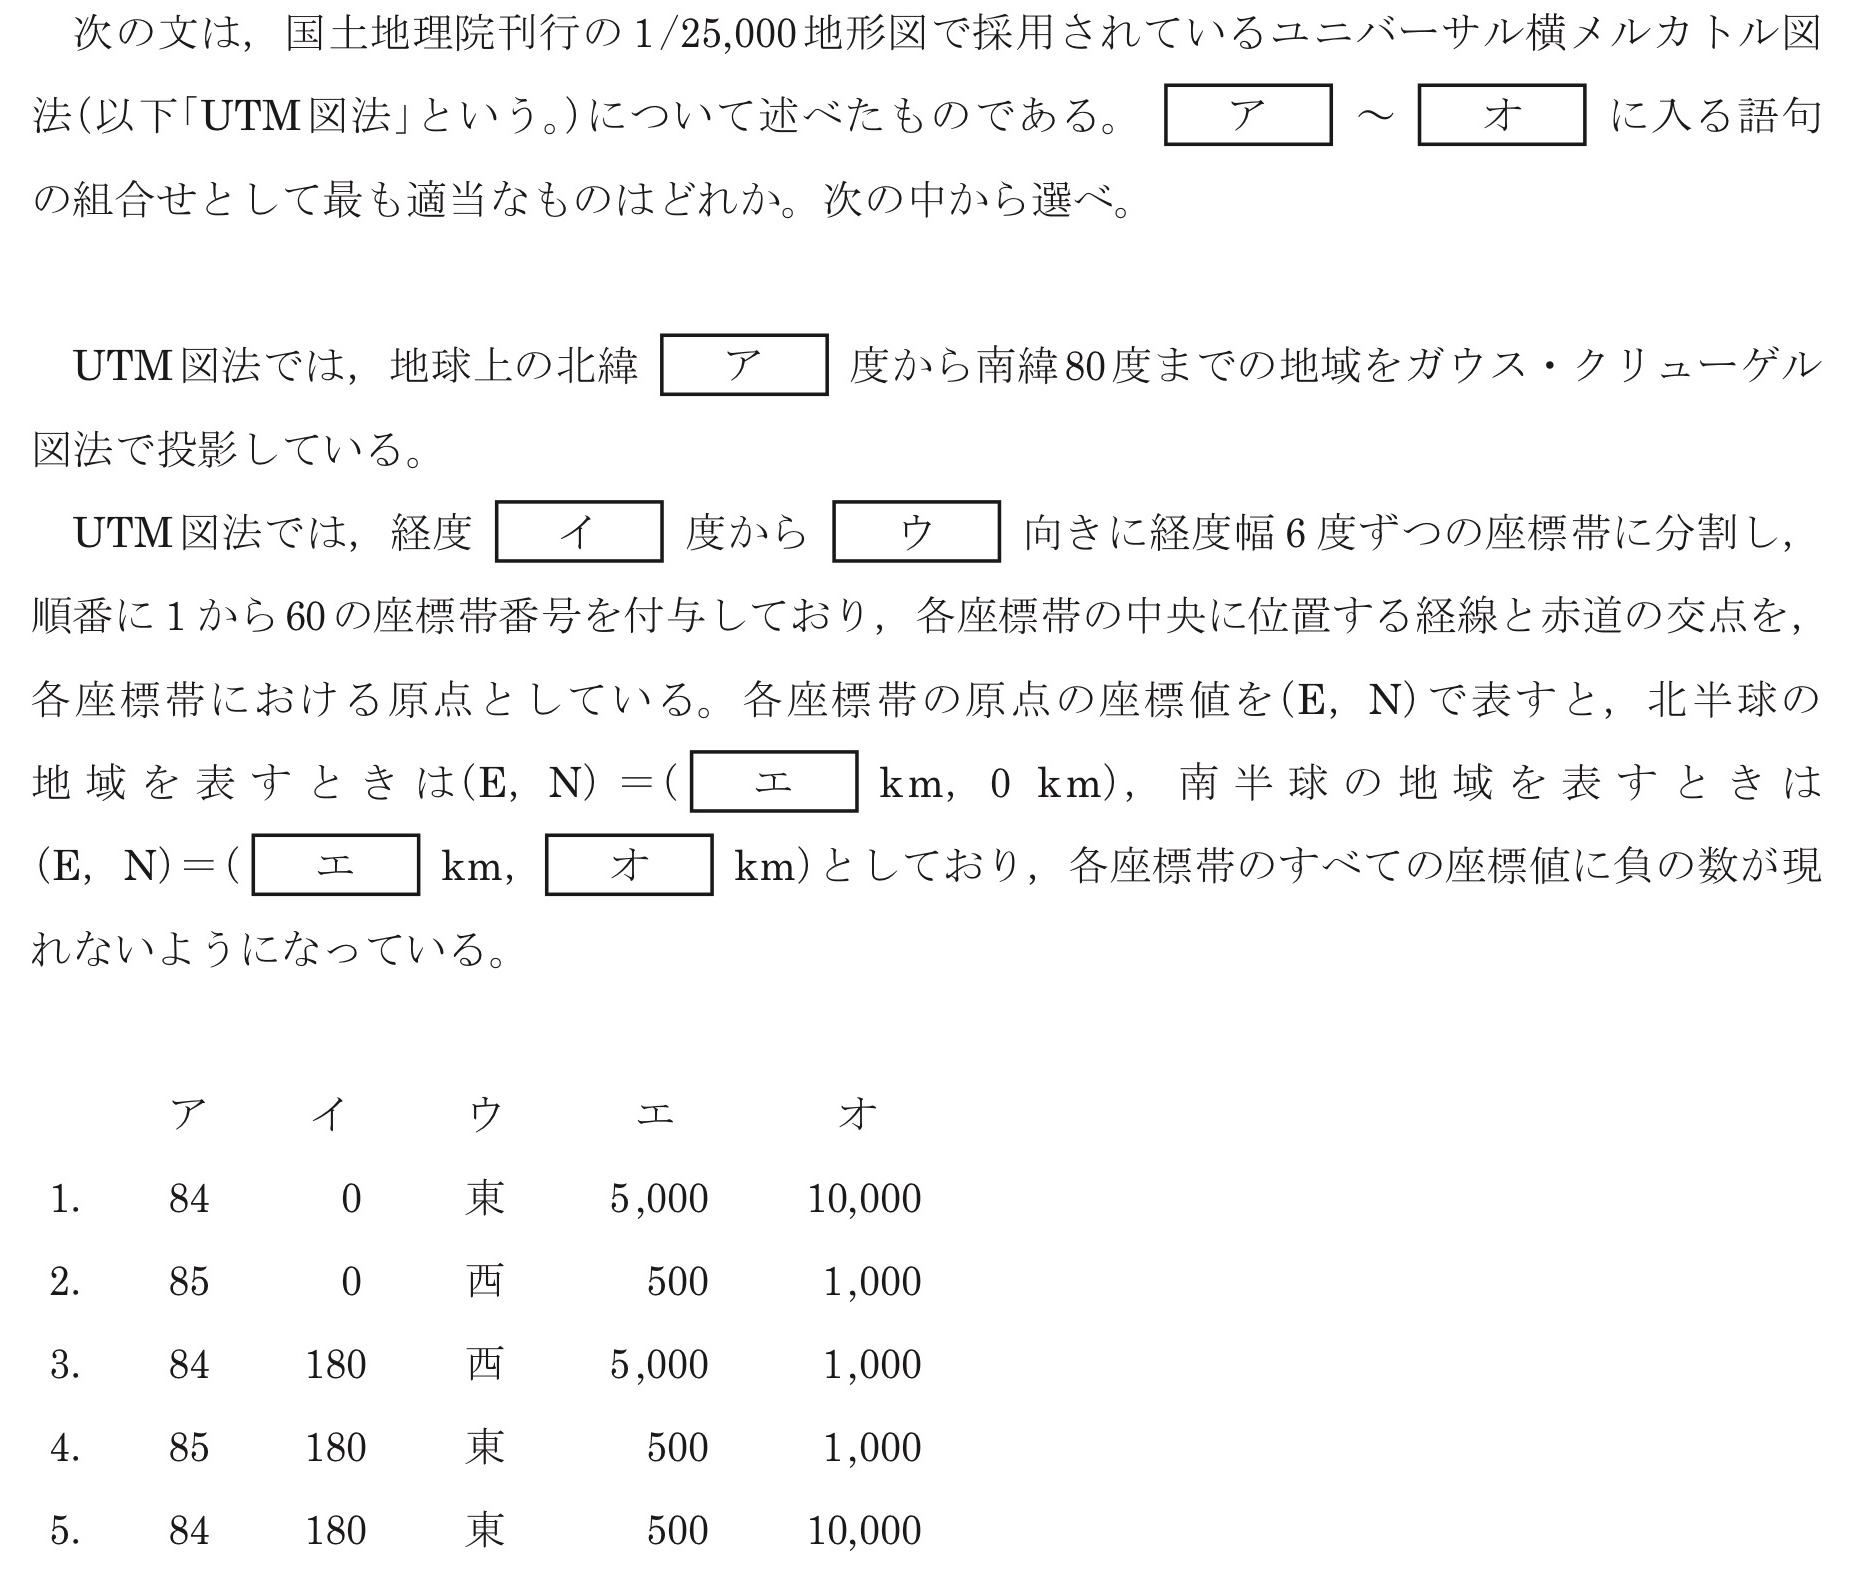 次の文は，国土地理院刊行の1/25,000地形図で採用されているユニバーサル横メルカトル図
法(以下「UTM図法」という。)について述べたものである。 ア ～ オ に入る語句
の組合せとして最も適当なものはどれか。次の中から選べ。
UTM図法では，地球上の北緯 ア 度から南緯80度までの地域をガウス・クリューゲル
図法で投影している。
UTM図法では，経度 イ 度から ウ 向きに経度幅6度ずつの座標帯に分割し，
順番に1から60の座標帯番号を付与しており，各座標帯の中央に位置する経線と赤道の交点を，
各座標帯における原点としている。各座標帯の原点の座標値を(E，N)で表すと，北半球の
地域を表すときは(E，N)＝( エ km，0 km)，南半球の地域を表すときは
(E，N)＝( エ km， オ km)としており，各座標帯のすべての座標値に負の数が現
れないようになっている。
ア イ ウ エ オ
1. 84 0 東 5,000 10,000
2. 85 0 西 500 1,000
3. 84 180 西 5,000 1,000
4. 85 180 東 500 1,000
5. 84 180 東 500 10,000